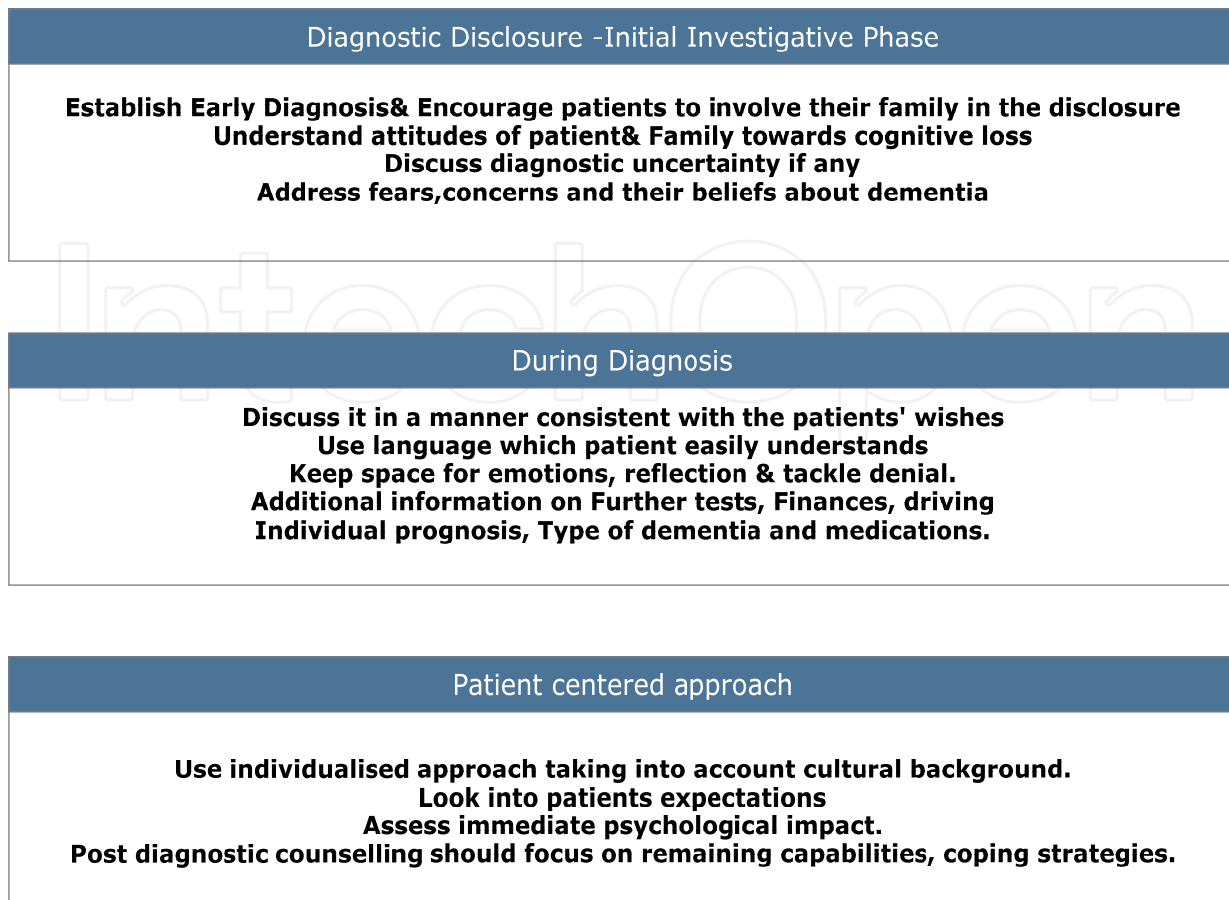 Diagnostic Disclosure -Initial Investigative Phase
Establish Early Diagnosis& Encourage patients to involve their family in the disclosure
Understand attitudes of patient& Family towards cognitive loss
Discuss diagnostic uncertainty if any
Address fears,concerns and their beliefs about dementia
IntechOpen
During Diagnosis
Discuss it in a manner consistent with the patients' wishes
Use language which patient easily understands
Keep space for emotions, reflection & tackle denial.
Additional information on Further tests, Finances, driving
Individual prognosis, Type of dementia and medications.
Patient centered approach
Use individualised approach taking into account cultural background.
Look into patients expectations
Assess immediate psychological impact.
Post diagnostic counselling should focus on remaining capabilities, coping strategies.